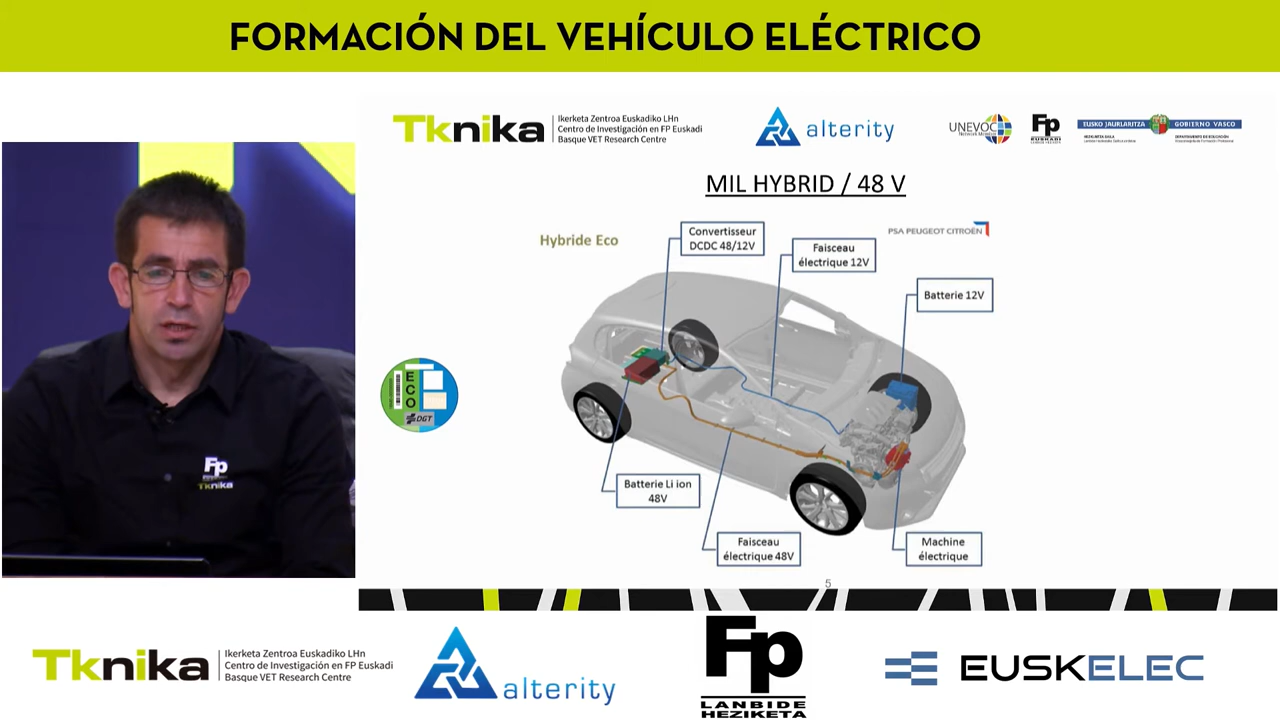 FORMACIÓN DEL VEHÍCULO ELÉCTRICO
Tknika
Ikerketa Zentroa Euskadiko LHn
Centro de Investigación en FP Euskadi
Basque VET Research Centre
alterity
UNEVOC
Fp
EUSKADI
EUSKO JAURLARITZA
GOBIERNO VASCO
MIL HYBRID / 48 V
Hybride Eco
Convertisseur
DCDC 48/12V
Faisceau
électrique 12V
PSA PEUGEOT CITROËN
Batterie 12V
ECO
DGT
Batterie Li ion
48V
Faisceau
électrique 48V
Machine
électrique
5
Fp
Tknika
Tknika
Ikerketa Zentroa Euskadiko LHn
Centro de Investigación en FP Euskadi
Basque VET Research Centre
alterity
Fp
LANBIDE
HEZIKETA
EUSKELEC